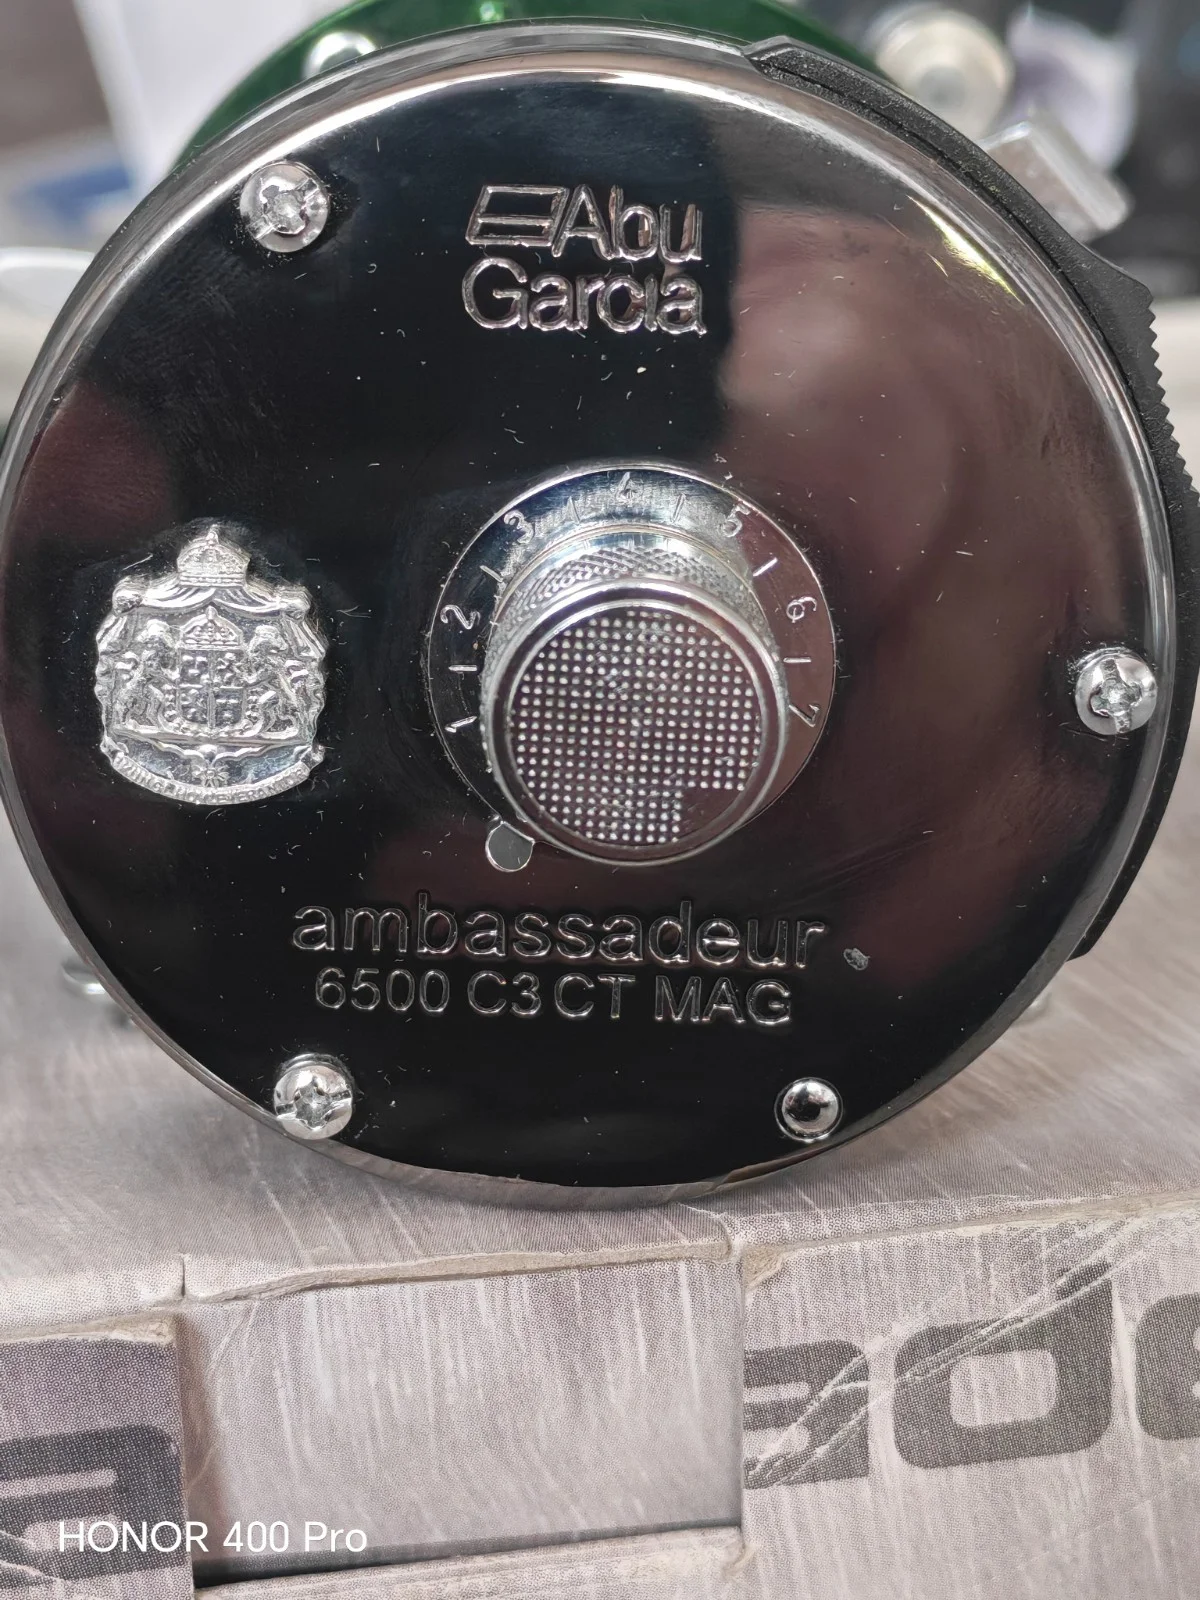 Abu
Garcia
1 2 3 4 5 6 7
ambassadeur
6500 C3 CT MAG
HONOR 400 Pro